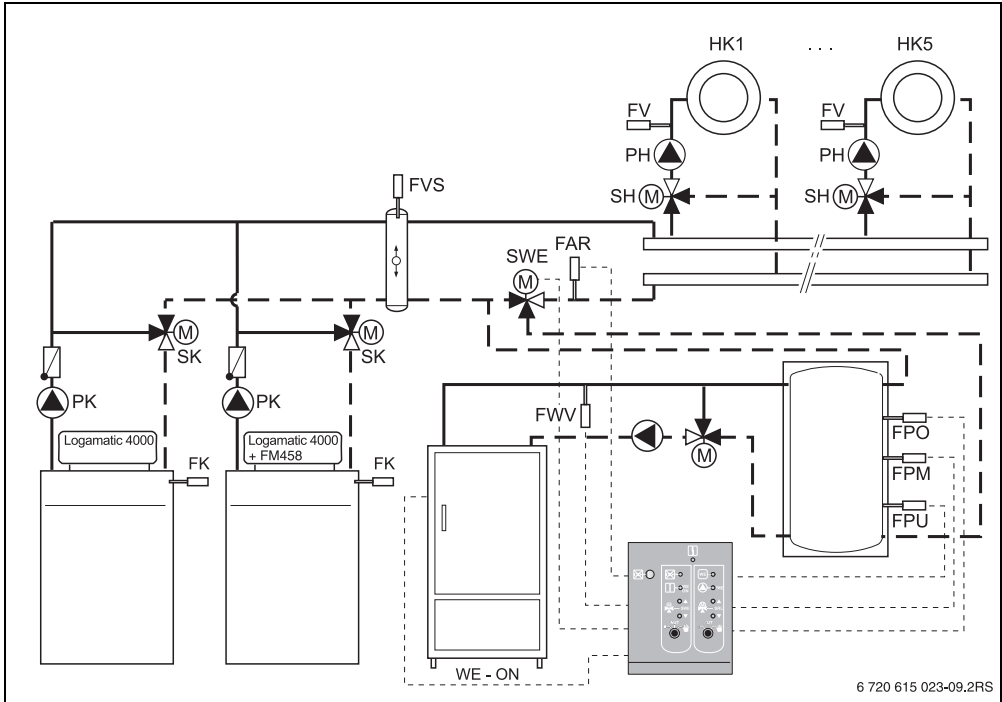 HK1 . . . HK5
FV FV
PH PH
FVS
SH M SH M
FAR
SWE
M
M M
SK SK
PK PK
FWV
Logamatic 4000
Logamatic 4000
+ FM458
M
FPO
FK FK
FPM
FPU
WE - ON
6 720 615 023-09.2RS